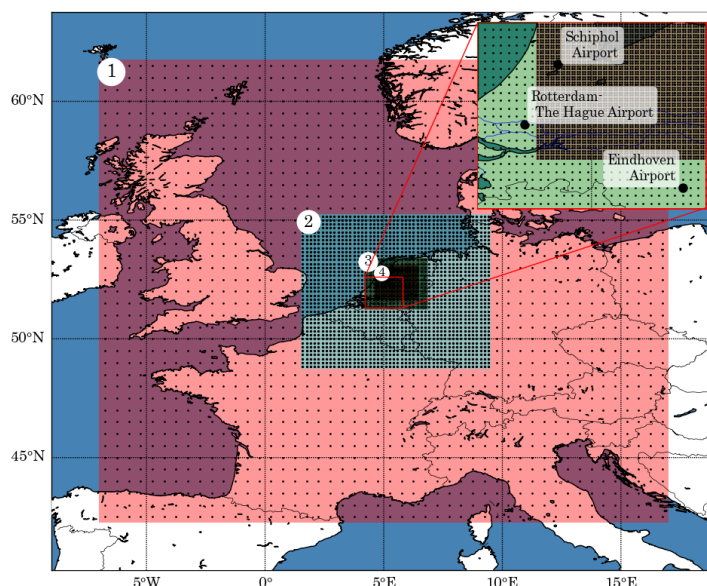 1
60°N
55°N
50°N
45°N
2
3
4
Schiphol
Airport
Rotterdam-
The Hague Airport
Eindhoven
Airport
5°W
0°
5°E
10°E
15°E